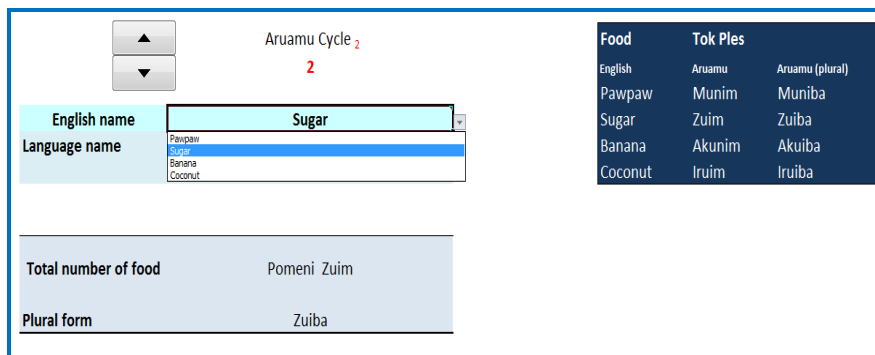 Aruamu Cycle 2
2
English name Sugar
Language name
Pawpaw
Sugar
Banana
Coconut
Total number of food Pomeni Zuim
Plural form Zuiba
Food Tok Ples
English Aruamu Aruamu (plural)
Pawpaw Munim Muniba
Sugar Zuim Zuiba
Banana Akunim Akuiba
Coconut Iruim Iruiba